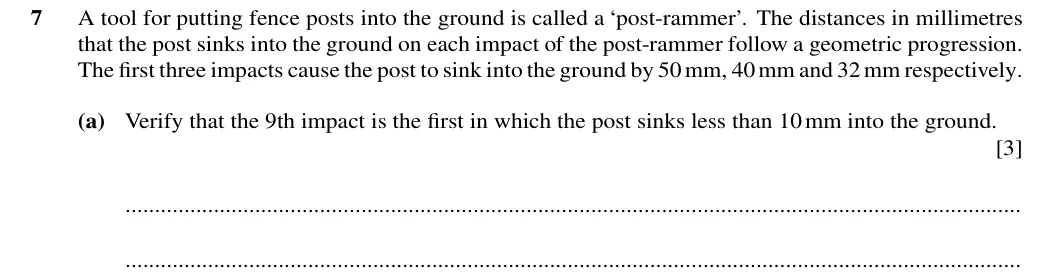 7 A tool for putting fence posts into the ground is called a ‘post-rammer’. The distances in millimetres
that the post sinks into the ground on each impact of the post-rammer follow a geometric progression.
The first three impacts cause the post to sink into the ground by 50 mm, 40 mm and 32 mm respectively.
(a) Verify that the 9th impact is the first in which the post sinks less than 10 mm into the ground.
[3]